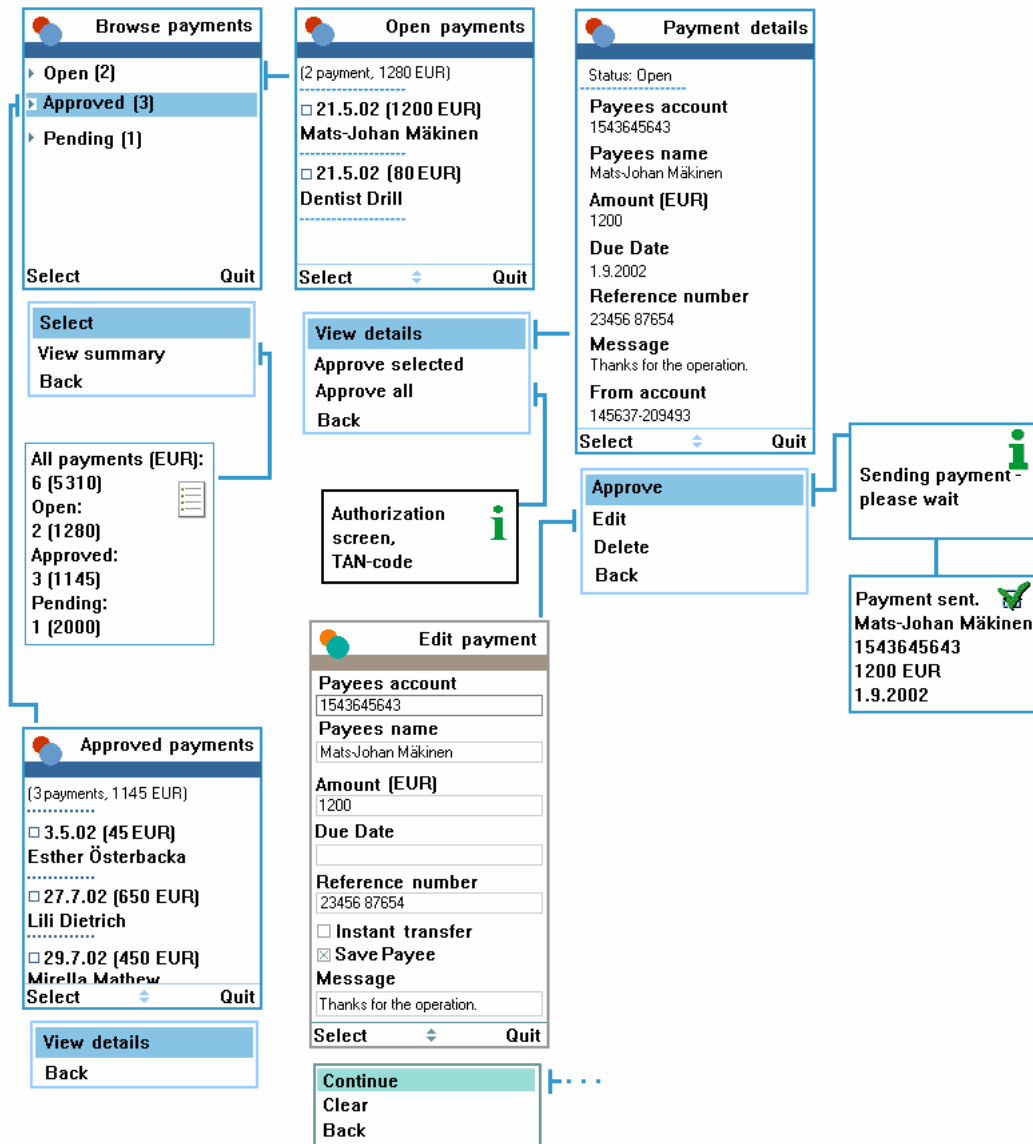 Browse payments
Open (2)
Approved (3)
Pending (1)
Select Quit
Select
View summary
Back
All payments (EUR):
6 (5310)
Open:
2 (1280)
Approved:
3 (1145)
Pending:
1 (2000)
Approved payments
(3 payments, 1145 EUR)
3.5.02 (45 EUR)
Esther Österbacka
27.7.02 (650 EUR)
Lili Dietrich
29.7.02 (450 EUR)
Mirella Mathew
Select Quit
View details
Back
Open payments
(2 payment, 1280 EUR)
21.5.02 (1200 EUR)
Mats-Johan Mäkinen
21.5.02 (80 EUR)
Dentist Drill
Select Quit
View details
Approve selected
Approve all
Back
Authorization
screen,
TAN-code
Payment details
Status: Open
Payees account
1543645643
Payees name
Mats-Johan Mäkinen
Amount (EUR)
1200
Due Date
1.9.2002
Reference number
23456 87654
Message
Thanks for the operation.
From account
145637-209493
Select Quit
Approve
Edit
Delete
Back
Sending payment -
please wait
Payment sent.
Mats-Johan Mäkinen
1543645643
1200 EUR
1.9.2002
Edit payment
Payees account
1543645643
Payees name
Mats-Johan Mäkinen
Amount (EUR)
1200
Due Date
Reference number
23456 87654
Instant transfer
Save Payee
Message
Thanks for the operation.
Select Quit
Continue
Clear
Back